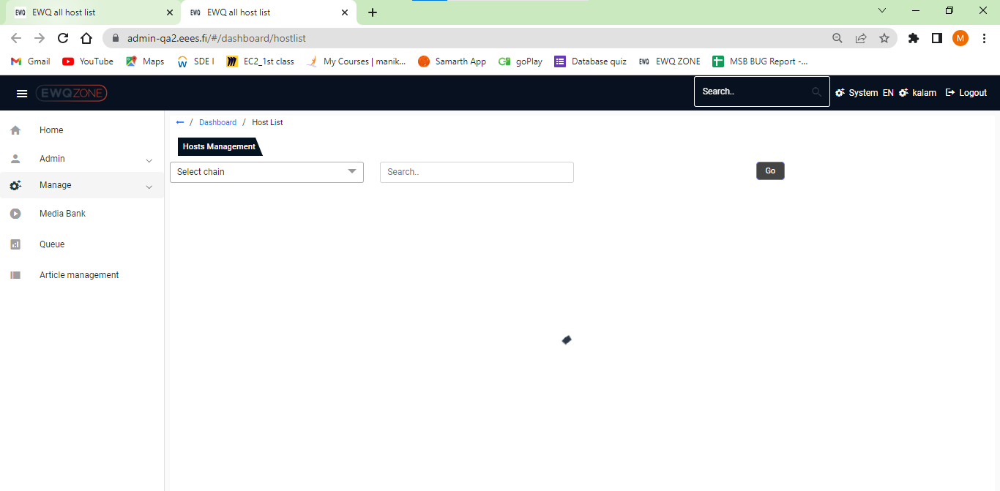 EWQ EWQ all host list EWQ EWQ all host list
admin-qa2.eees.fi/#/dashboard/hostlist M
Gmail YouTube Maps SDE I EC2_1st class My Courses | manik... Samarth App goPlay Database quiz EWQ EWQ ZONE MSB BUG Report -...
EWQZONE Search.. System EN kalam Logout
← / Dashboard / Host List
Home
Hosts Management
Admin
Select chain Search.. Go
Manage
Media Bank
Queue
Article management